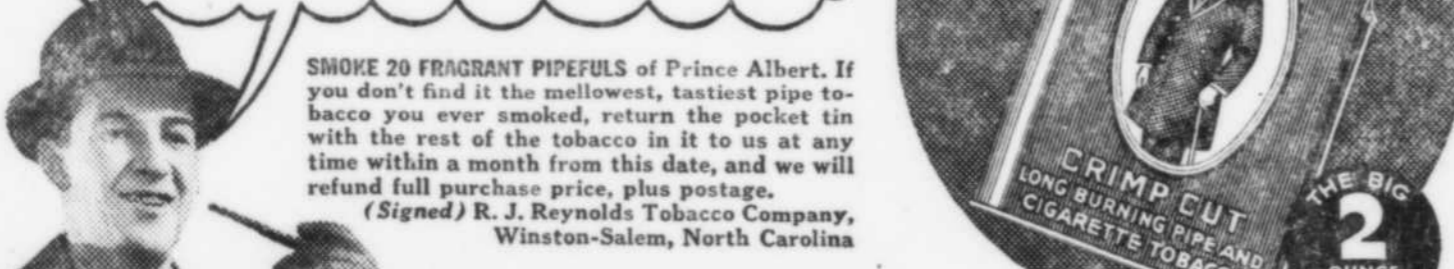 SMOKE 20 FRAGRANT PIPEFULS of Prince Albert. If
you don't find it the mellowest, tastiest pipe to-
bacco you ever smoked, return the pocket tin
with the rest of the tobacco in it to us at any
time within a month from this date, and we will
refund full purchase price, plus postage.
(Signed) R. J. Reynolds Tobacco Company,
Winston-Salem, North Carolina
CRIMP CUT
LONG BURNING PIPE AND
CIGARETTE TOBACCO
THE BIG
2